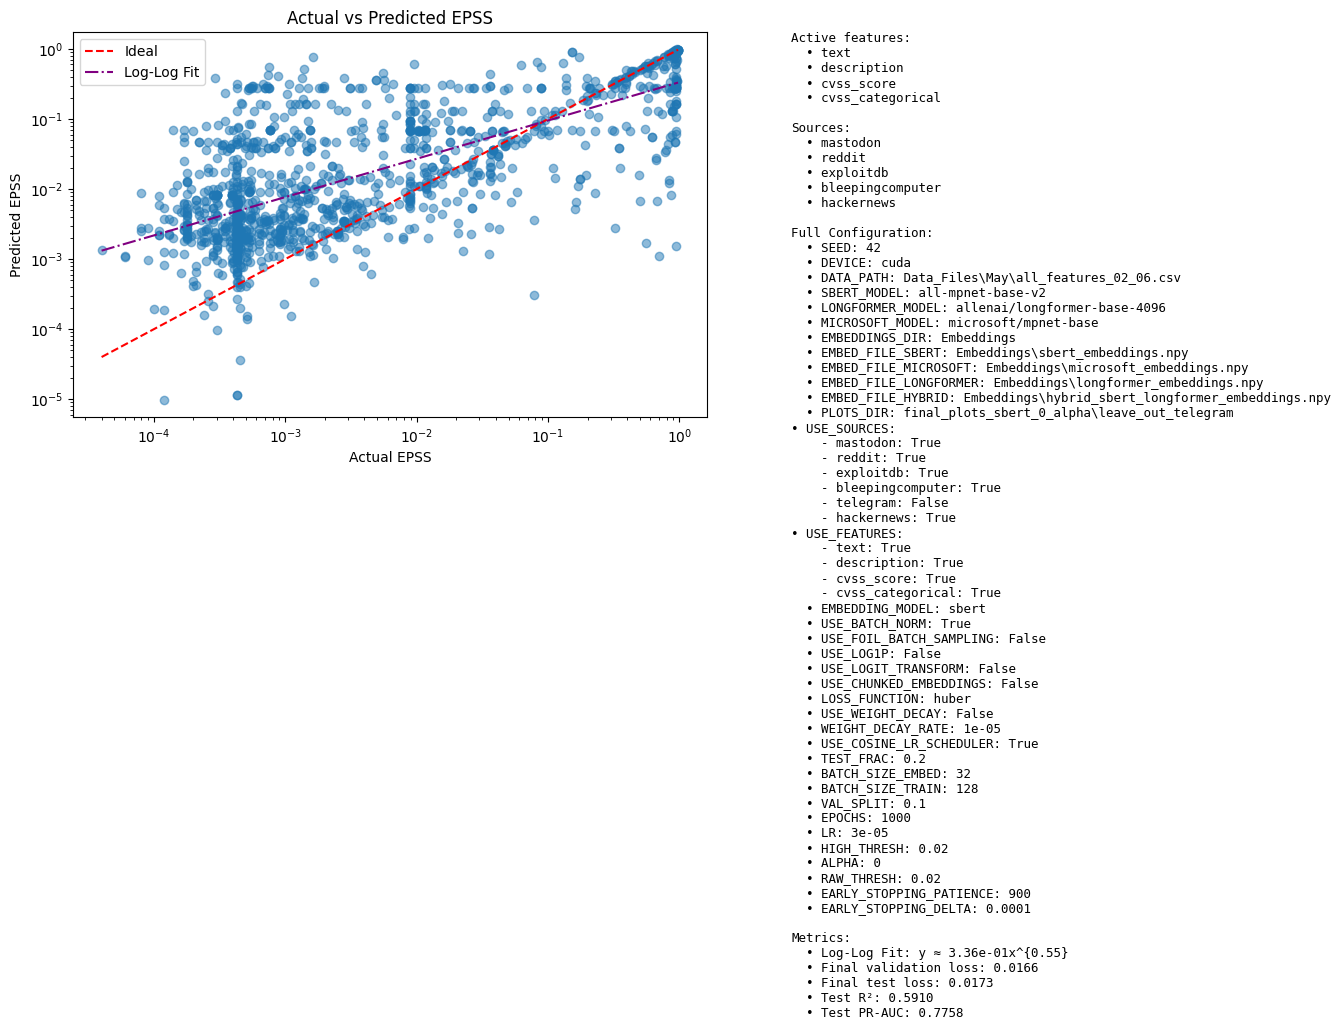 Actual vs Predicted EPSS
Ideal
Log-Log Fit
Predicted EPSS
10^0
10^-1
10^-2
10^-3
10^-4
10^-5
10^-4
10^-3
10^-2
10^-1
10^0
Actual EPSS
Active features:
• text
• description
• cvss_score
• cvss_categorical
Sources:
• mastodon
• reddit
• exploitdb
• bleepingcomputer
• hackernews
Full Configuration:
• SEED: 42
• DEVICE: cuda
• DATA_PATH: Data_Files\May\all_features_02_06.csv
• SBERT_MODEL: all-mpnet-base-v2
• LONGFORMER_MODEL: allenai/longformer-base-4096
• MICROSOFT_MODEL: microsoft/mpnet-base
• EMBEDDINGS_DIR: Embeddings
• EMBED_FILE_SBERT: Embeddings\sbert_embeddings.npy
• EMBED_FILE_MICROSOFT: Embeddings\microsoft_embeddings.npy
• EMBED_FILE_LONGFORMER: Embeddings\longformer_embeddings.npy
• EMBED_FILE_HYBRID: Embeddings\hybrid_sbert_longformer_embeddings.npy
• PLOTS_DIR: final_plots_sbert_0_alpha\leave_out_telegram
• USE_SOURCES:
- mastodon: True
- reddit: True
- exploitdb: True
- bleepingcomputer: True
- telegram: False
- hackernews: True
• USE_FEATURES:
- text: True
- description: True
- cvss_score: True
- cvss_categorical: True
• EMBEDDING_MODEL: sbert
• USE_BATCH_NORM: True
• USE_FOIL_BATCH_SAMPLING: False
• USE_LOG1P: False
• USE_LOGIT_TRANSFORM: False
• USE_CHUNKED_EMBEDDINGS: False
• LOSS_FUNCTION: huber
• USE_WEIGHT_DECAY: False
• WEIGHT_DECAY_RATE: 1e-05
• USE_COSINE_LR_SCHEDULER: True
• TEST_FRAC: 0.2
• BATCH_SIZE_EMBED: 32
• BATCH_SIZE_TRAIN: 128
• VAL_SPLIT: 0.1
• EPOCHS: 1000
• LR: 3e-05
• HIGH_THRESH: 0.02
• ALPHA: 0
• RAW_THRESH: 0.02
• EARLY_STOPPING_PATIENCE: 900
• EARLY_STOPPING_DELTA: 0.0001
Metrics:
• Log-Log Fit: y ≈ 3.36e-01x^{0.55}
• Final validation loss: 0.0166
• Final test loss: 0.0173
• Test R²: 0.5910
• Test PR-AUC: 0.7758